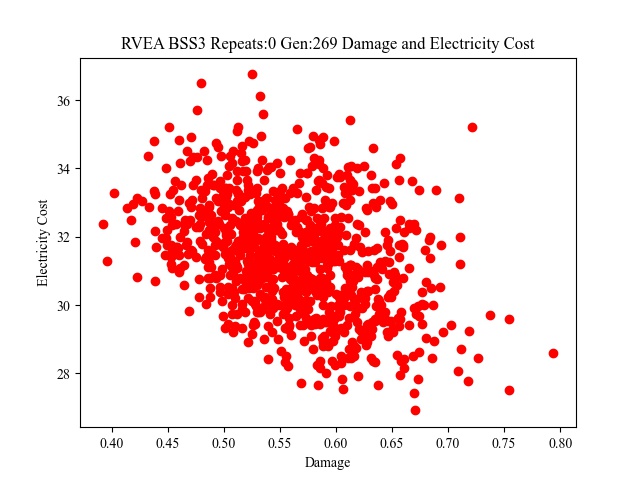 RVEA BSS3 Repeats:0 Gen:269 Damage and Electricity Cost
36
34
32
30
28
Electricity Cost
0.40 0.45 0.50 0.55 0.60 0.65 0.70 0.75 0.80
Damage